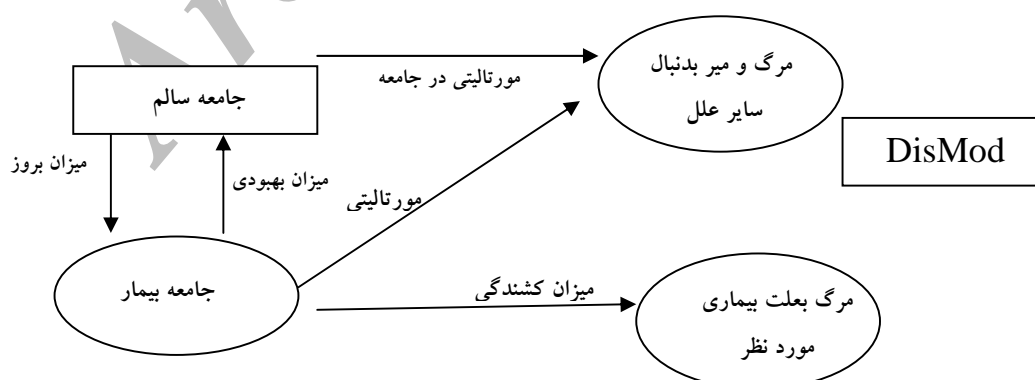 مرگ و میر بدنبال
سایر علل
مورتالیتی در جامعه
جامعه سالم
DisMod
میزان بروز
میزان بهبودی
مورتالیتی
جامعه بیمار
میزان کشندگی
مرگ بعلت بیماری
مورد نظر